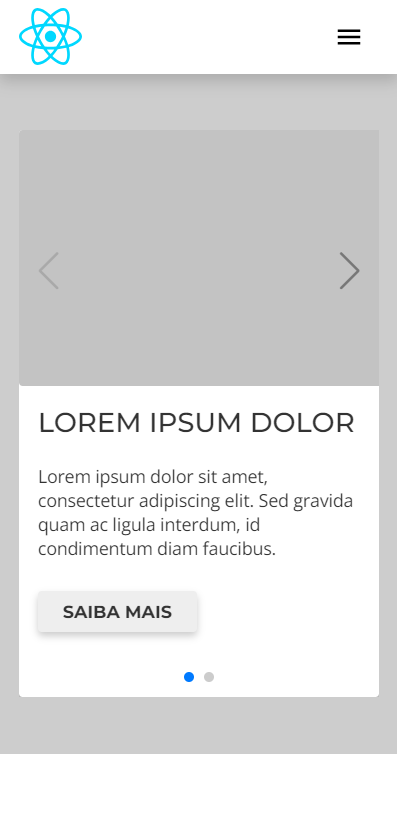 LOREM IPSUM DOLOR
Lorem ipsum dolor sit amet,
consectetur adipiscing elit. Sed gravida
quam ac ligula interdum, id
condimentum diam faucibus.
SAIBA MAIS